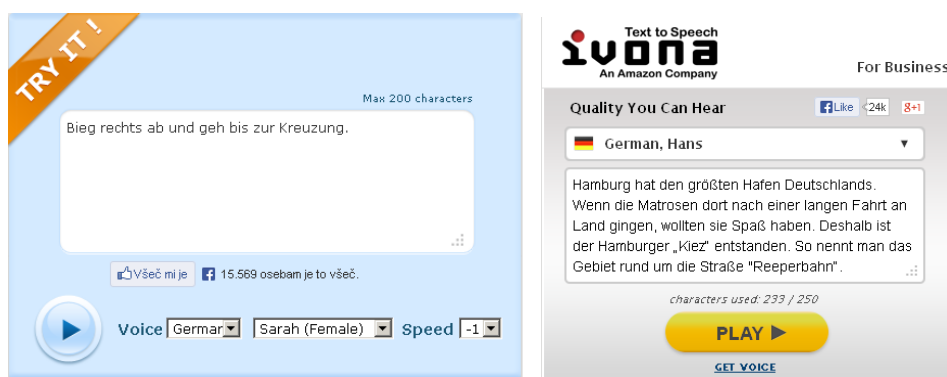 TRY IT !
Max 200 characters
Bieg rechts ab und geh bis zur Kreuzung.
Všeč mi je
15.569 osebam je to všeč.
Voice German Sarah (Female) Speed -1
Text to Speech
ivona
An Amazon Company
For Business
Quality You Can Hear
Like 24k g+1
German, Hans
Hamburg hat den größten Hafen Deutschlands.
Wenn die Matrosen dort nach einer langen Fahrt an
Land gingen, wollten sie Spaß haben. Deshalb ist
der Hamburger „Kiez" entstanden. So nennt man das
Gebiet rund um die Straße "Reeperbahn".
characters used: 233 / 250
PLAY
GET VOICE